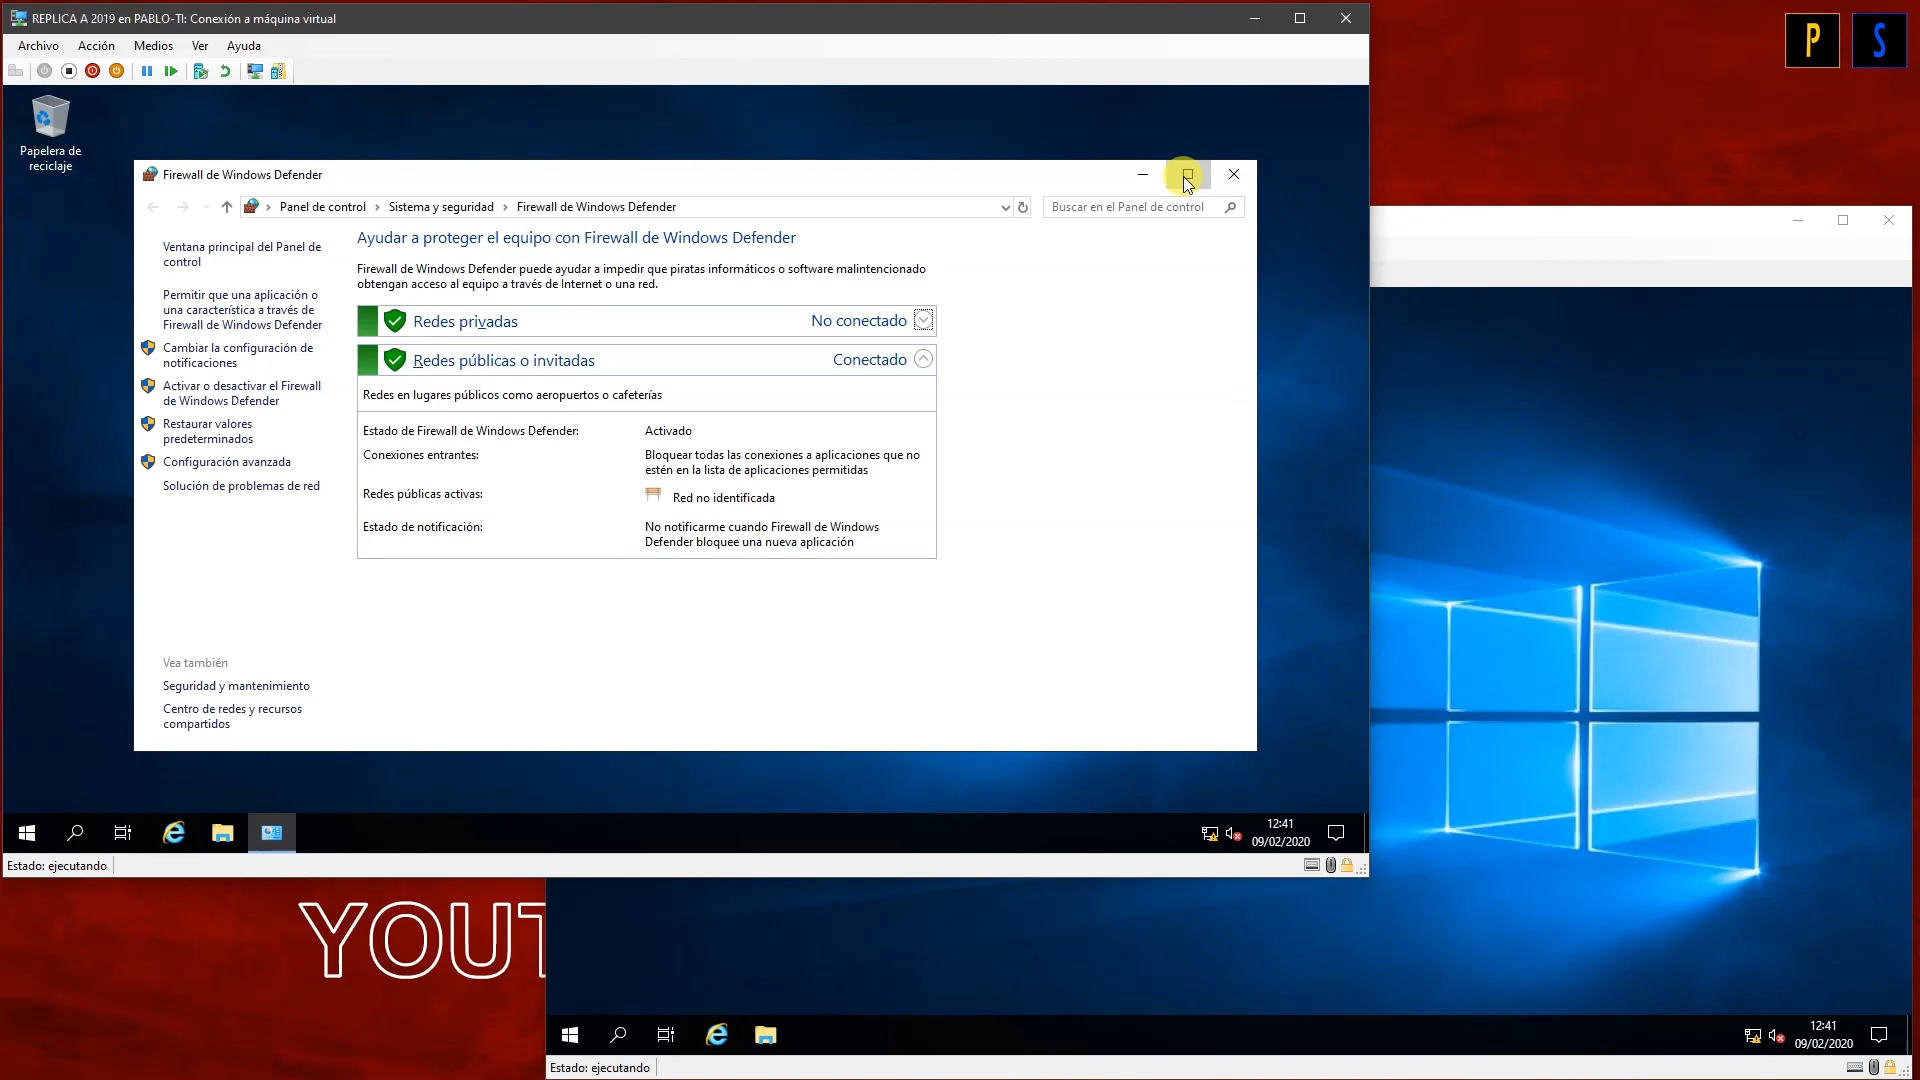 REPLICA A 2019 en PABLO-TI: Conexión a máquina virtual
P
S
Archivo
Acción
Medios
Ver
Ayuda
Papelera de
reciclaje
Firewall de Windows Defender
Panel de control
Sistema y seguridad
Firewall de Windows Defender
Buscar en el Panel de control
Ventana principal del Panel de
control
Permitir que una aplicación o
una característica a través de
Firewall de Windows Defender
Cambiar la configuración de
notificaciones
Activar o desactivar el Firewall
de Windows Defender
Restaurar valores
predeterminados
Configuración avanzada
Solución de problemas de red
Vea también
Seguridad y mantenimiento
Centro de redes y recursos
compartidos
Ayudar a proteger el equipo con Firewall de Windows Defender
Firewall de Windows Defender puede ayudar a impedir que piratas informáticos o software malintencionado
obtengan acceso al equipo a través de Internet o una red.
Redes privadas
No conectado
Redes públicas o invitadas
Conectado
Redes en lugares públicos como aeropuertos o cafeterías
Estado de Firewall de Windows Defender:
Activado
Conexiones entrantes:
Bloquear todas las conexiones a aplicaciones que no
estén en la lista de aplicaciones permitidas
Redes públicas activas:
Red no identificada
Estado de notificación:
No notificarme cuando Firewall de Windows
Defender bloquee una nueva aplicación
12:41
09/02/2020
Estado: ejecutando
YOUT
12:41
09/02/2020
Estado: ejecutando